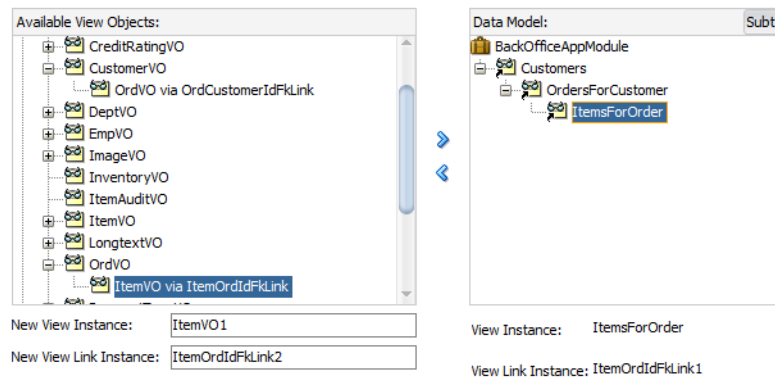 Available View Objects:
CreditRatingVO
CustomerVO
OrdVO via OrdCustomerIdFkLink
DeptVO
EmpVO
ImageVO
InventoryVO
ItemAuditVO
ItemVO
LongtextVO
OrdVO
ItemVO via ItemOrdIdFkLink
New View Instance: ItemVO1
New View Link Instance: ItemOrdIdFkLink2
Data Model: Subt
BackOfficeAppModule
Customers
OrdersForCustomer
ItemsForOrder
View Instance: ItemsForOrder
View Link Instance: ItemOrdIdFkLink1